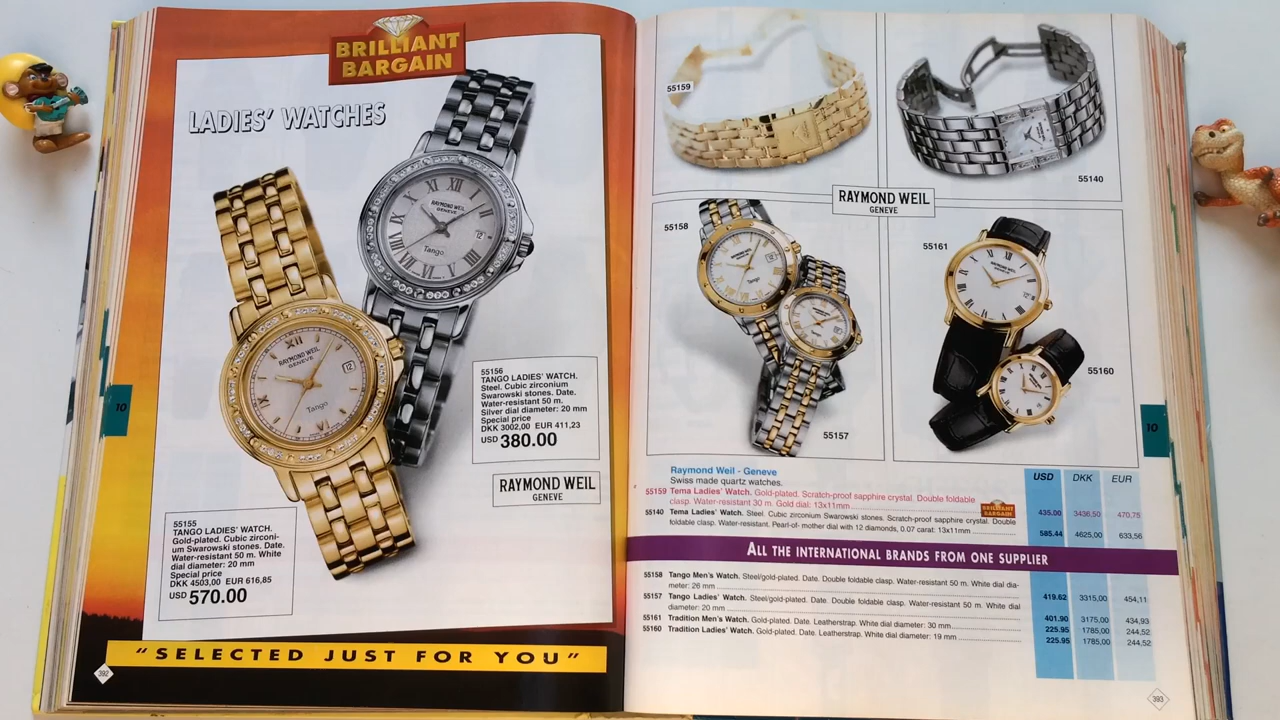 BRILLIANT
BARGAIN
LADIES' WATCHES
RAYMOND WEIL
GENEVE
Tango
12
RAYMOND WEIL
GENEVE
Tango
12
55156
TANGO LADIES' WATCH.
Steel. Cubic zirconium
Swarovski stones. Date.
Water-resistant 50 m.
Silver dial diameter: 20 mm
Special price
DKK 3002,00 EUR 411,23
USD 380.00
RAYMOND WEIL
GENEVE
55155
TANGO LADIES' WATCH.
Gold-plated. Cubic zirconi-
um Swarovski stones. Date.
Water-resistant 50 m. White
dial diameter: 20 mm
Special price
DKK 4503,00 EUR 616,85
USD 570.00
10
"SELECTED JUST FOR YOU"
392
55159
55140
RAYMOND WEIL
GENEVE
55158
55157
55161
55160
10
Raymond Weil - Geneve
Swiss made quartz watches.
USD DKK EUR
55159 Tema Ladies' Watch. Gold-plated. Scratch-proof sapphire crystal. Double foldable
clasp. Water-resistant 30 m. Gold dial: 13x11mm BRILLIANT BARGAIN 435.00 3436,50 470,75
55140 Tema Ladies' Watch. Steel. Cubic zirconium Swarovski stones. Scratch-proof sapphire crystal. Double
foldable clasp. Water-resistant. Pearl-of- mother dial with 12 diamonds, 0.07 carat: 13x11mm 585.44 4625,00 633,56
ALL THE INTERNATIONAL BRANDS FROM ONE SUPPLIER
55158 Tango Men's Watch. Steel/gold-plated. Date. Double foldable clasp. Water-resistant 50 m. White dial dia-
meter: 26 mm 419.62 3315,00 454,11
55157 Tango Ladies' Watch. Steel/gold-plated. Date. Double foldable clasp. Water-resistant 50 m. White dial
diameter: 20 mm 401.90 3175,00 434,93
55161 Tradition Men's Watch. Gold-plated. Date. Leatherstrap. White dial diameter: 30 mm 225.95 1785,00 244,52
55160 Tradition Ladies' Watch. Gold-plated. Date. Leatherstrap. White dial diameter: 19 mm 225.95 1785,00 244,52
393